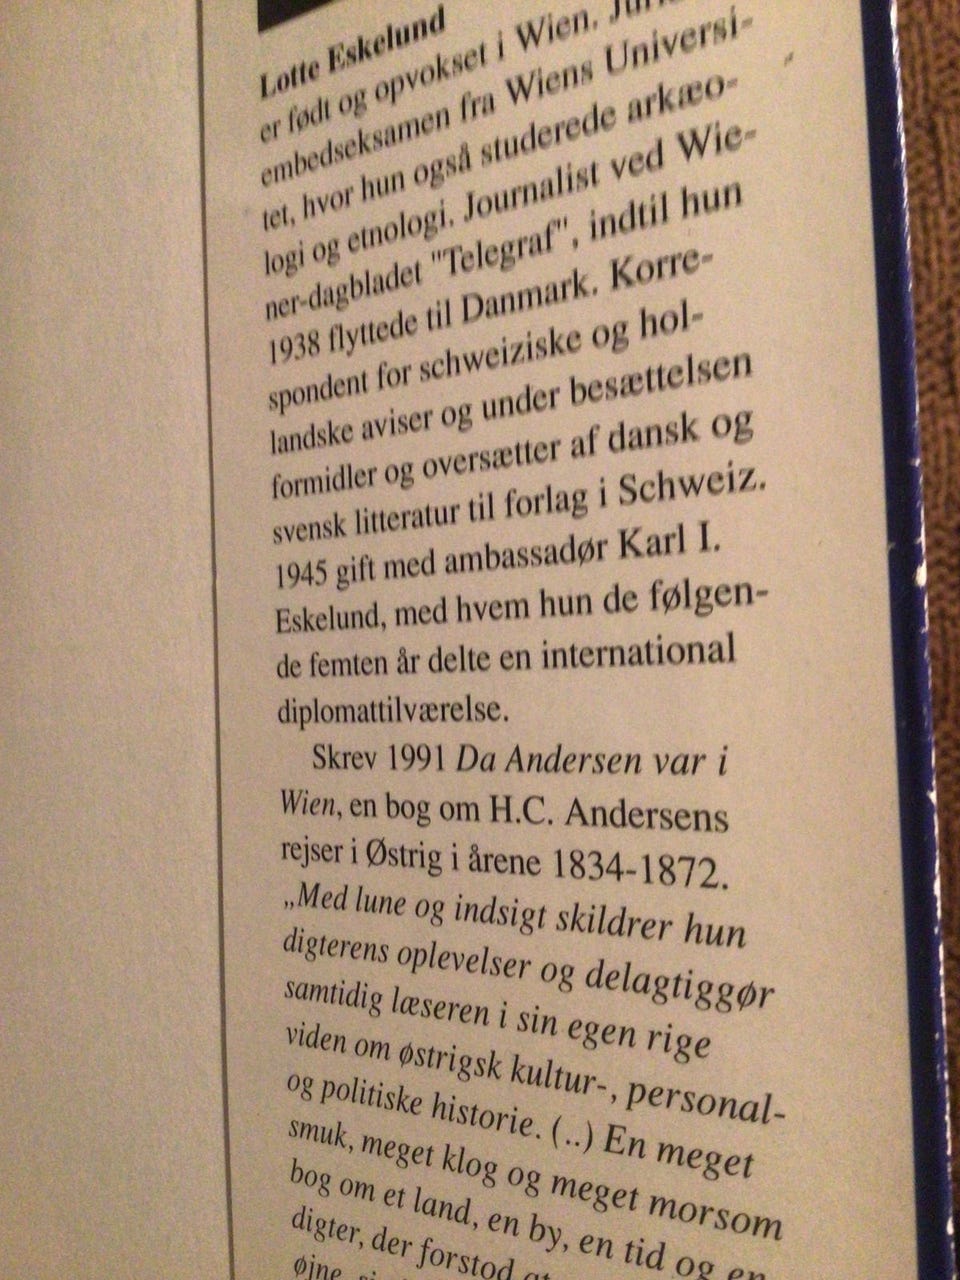 Lotte Eskelund
er født og opvokset i Wien.
embedseksamen fra Wiens Universi-
tet, hvor hun også studerede arkæo-
logi og etnologi. Journalist ved Wie-
ner-dagbladet "Telegraf", indtil hun
1938 flyttede til Danmark. Korre-
spondent for schweiziske og hol-
landske aviser og under besættelsen
formidler og oversætter af dansk og
svensk litteratur til forlag i Schweiz.
1945 gift med ambassadør Karl I.
Eskelund, med hvem hun de følgen-
de femten år delte en international
diplomattilværelse.
Skrev 1991 Da Andersen var i
Wien, en bog om H.C. Andersens
rejser i Østrig i årene 1834-1872.
„Med lune og indsigt skildrer hun
digterens oplevelser og delagtiggør
samtidig læseren i sin egen rige
viden om østrigsk kultur-, personal-
og politiske historie. (..) En meget
smuk, meget klog og meget morsom
bog om et land, en by, en tid og en
digter, der forstod at
øjne